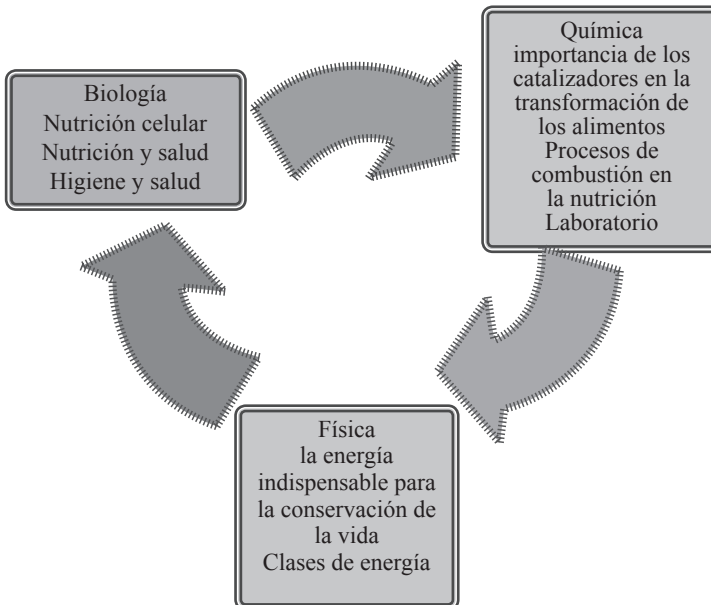 Biología
Nutrición celular
Nutrición y salud
Higiene y salud
Química
importancia de los
catalizadores en la
transformación de
los alimentos
Procesos de
combustión en
la nutrición
Laboratorio
Física
la energía
indispensable para
la conservación de
la vida
Clases de energía